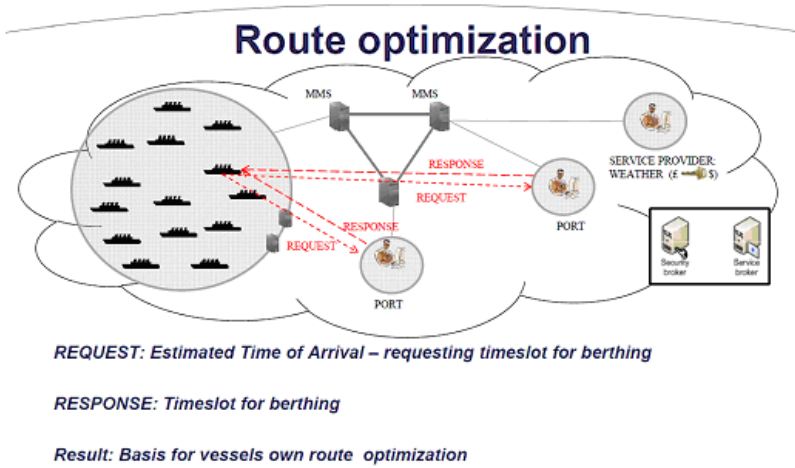 Route optimization
MMS
MMS
SERVICE PROVIDER:
WEATHER (£ $)
RESPONSE
REQUEST
PORT
RESPONSE
REQUEST
PORT
Security
broker
Service
broker
REQUEST: Estimated Time of Arrival – requesting timeslot for berthing
RESPONSE: Timeslot for berthing
Result: Basis for vessels own route optimization